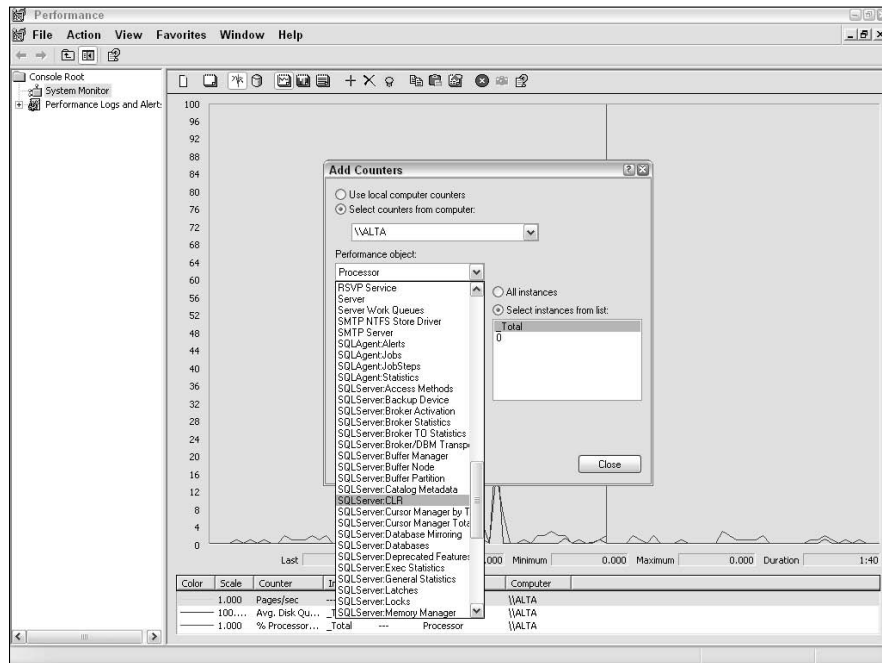 Performance
File Action View Favorites Window Help
Console Root
System Monitor
Performance Logs and Alert:
100
96
92
88
84
80
76
72
68
64
60
56
52
48
44
40
36
32
28
24
20
16
12
8
4
0
Add Counters
Use local computer counters
Select counters from computer:
\\ALTA
Performance object:
Processor
RSVP Service
Server
Server Work Queues
SMTP NTFS Store Driver
SMTP Server
SQLAgent:Alerts
SQLAgent:Jobs
SQLAgent:JobSteps
SQLAgent:Statistics
SQLServer:Access Methods
SQLServer:Backup Device
SQLServer:Broker Activation
SQLServer:Broker Statistics
SQLServer:Broker TO Statistics
SQLServer:Broker/DBM Transp
SQLServer:Buffer Manager
SQLServer:Buffer Node
SQLServer:Buffer Partition
SQLServer:Catalog Metadata
SQLServer:CLR
SQLServer:Cursor Manager by T
SQLServer:Cursor Manager Tota
SQLServer:Database Mirroring
SQLServer:Databases
SQLServer:Deprecated Features
SQLServer:Exec Statistics
SQLServer:General Statistics
SQLServer:Latches
SQLServer:Locks
SQLServer:Memory Manager
All instances
Select instances from list:
_Total
0
Close
Last .000 Minimum 0.000 Maximum 0.000 Duration 1:40
Color Scale Counter In Computer
1.000 Pages/sec --- \\ALTA
100.... Avg. Disk Qu... _T \\ALTA
1.000 % Processor... _Total --- Processor \\ALTA